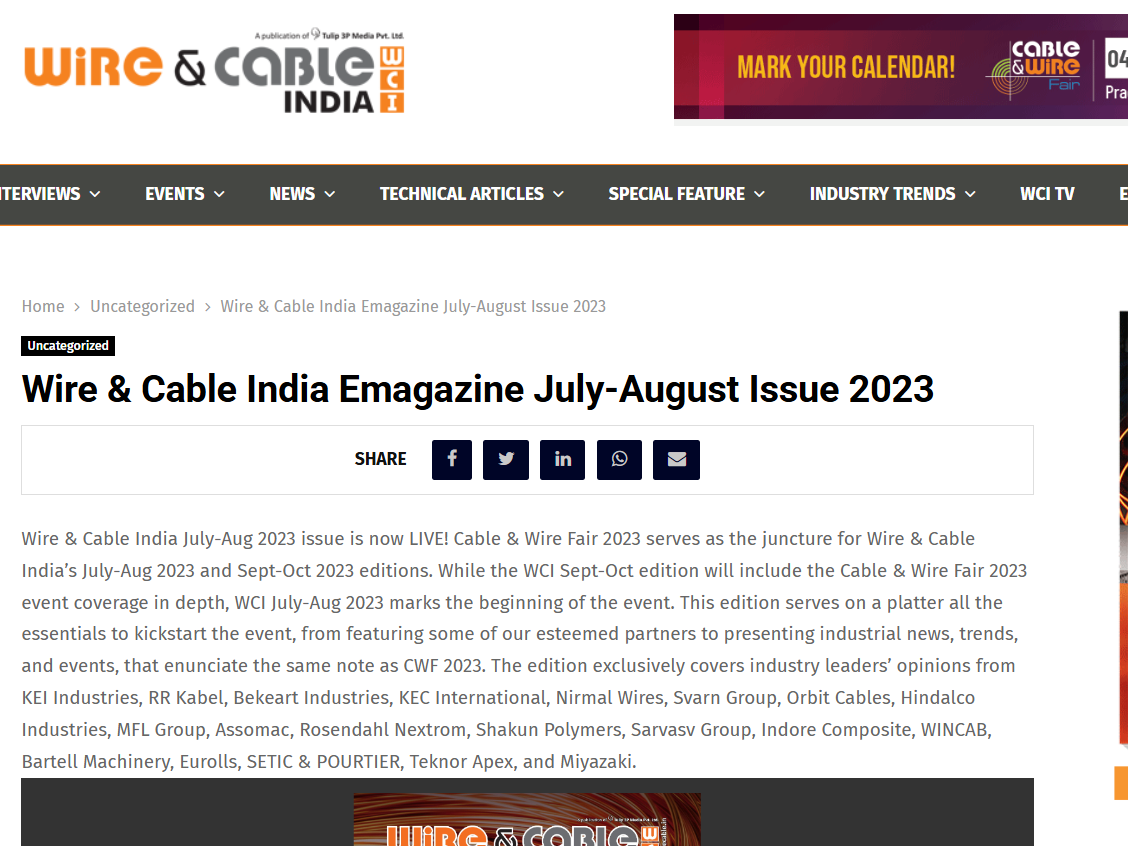 A publication of Tulip 3P Media Pvt. Ltd.
WiRE & CABLE
INDIA
WCI
MARK YOUR CALENDAR!
CABLE
&WiRE
Fair
04
Pra
TERVIEWS
EVENTS
NEWS
TECHNICAL ARTICLES
SPECIAL FEATURE
INDUSTRY TRENDS
WCI TV
E
Home > Uncategorized > Wire & Cable India Emagazine July-August Issue 2023
Uncategorized
Wire & Cable India Emagazine July-August Issue 2023
SHARE
Wire & Cable India July-Aug 2023 issue is now LIVE! Cable & Wire Fair 2023 serves as the juncture for Wire & Cable
India’s July-Aug 2023 and Sept-Oct 2023 editions. While the WCI Sept-Oct edition will include the Cable & Wire Fair 2023
event coverage in depth, WCI July-Aug 2023 marks the beginning of the event. This edition serves on a platter all the
essentials to kickstart the event, from featuring some of our esteemed partners to presenting industrial news, trends,
and events, that enunciate the same note as CWF 2023. The edition exclusively covers industry leaders’ opinions from
KEI Industries, RR Kabel, Bekeart Industries, KEC International, Nirmal Wires, Svarn Group, Orbit Cables, Hindalco
Industries, MFL Group, Assomac, Rosendahl Nextrom, Shakun Polymers, Sarvasv Group, Indore Composite, WINCAB,
Bartell Machinery, Eurolls, SETIC & POURTIER, Teknor Apex, and Miyazaki.
A publication of Tulip 3P Media Pvt. Ltd.
WiRE & CABLE